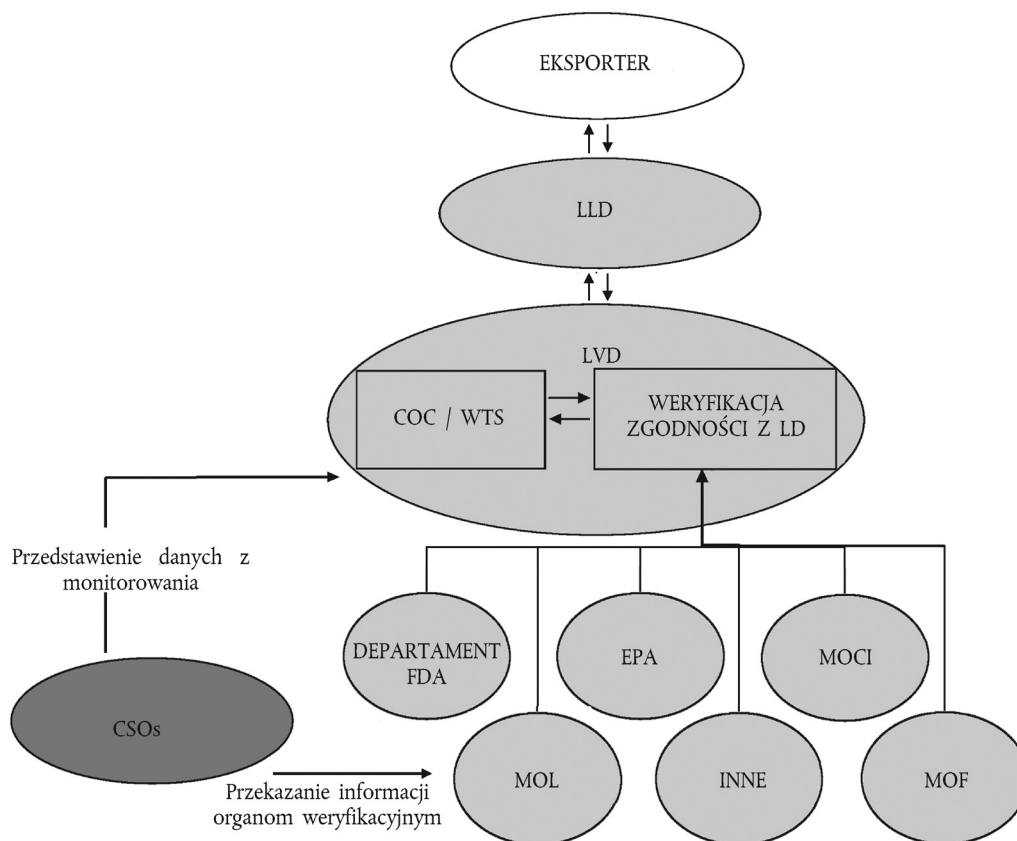 EKSPORTER
LLD
LVD
COC / WTS
WERYFIKACJA
ZGODNOŚCI Z LD
Przedstawienie danych z
monitorowania
DEPARTAMENT
FDA
EPA
MOCI
CSOs
MOL
INNE
MOF
Przekazanie informacji
organom weryfikacyjnym